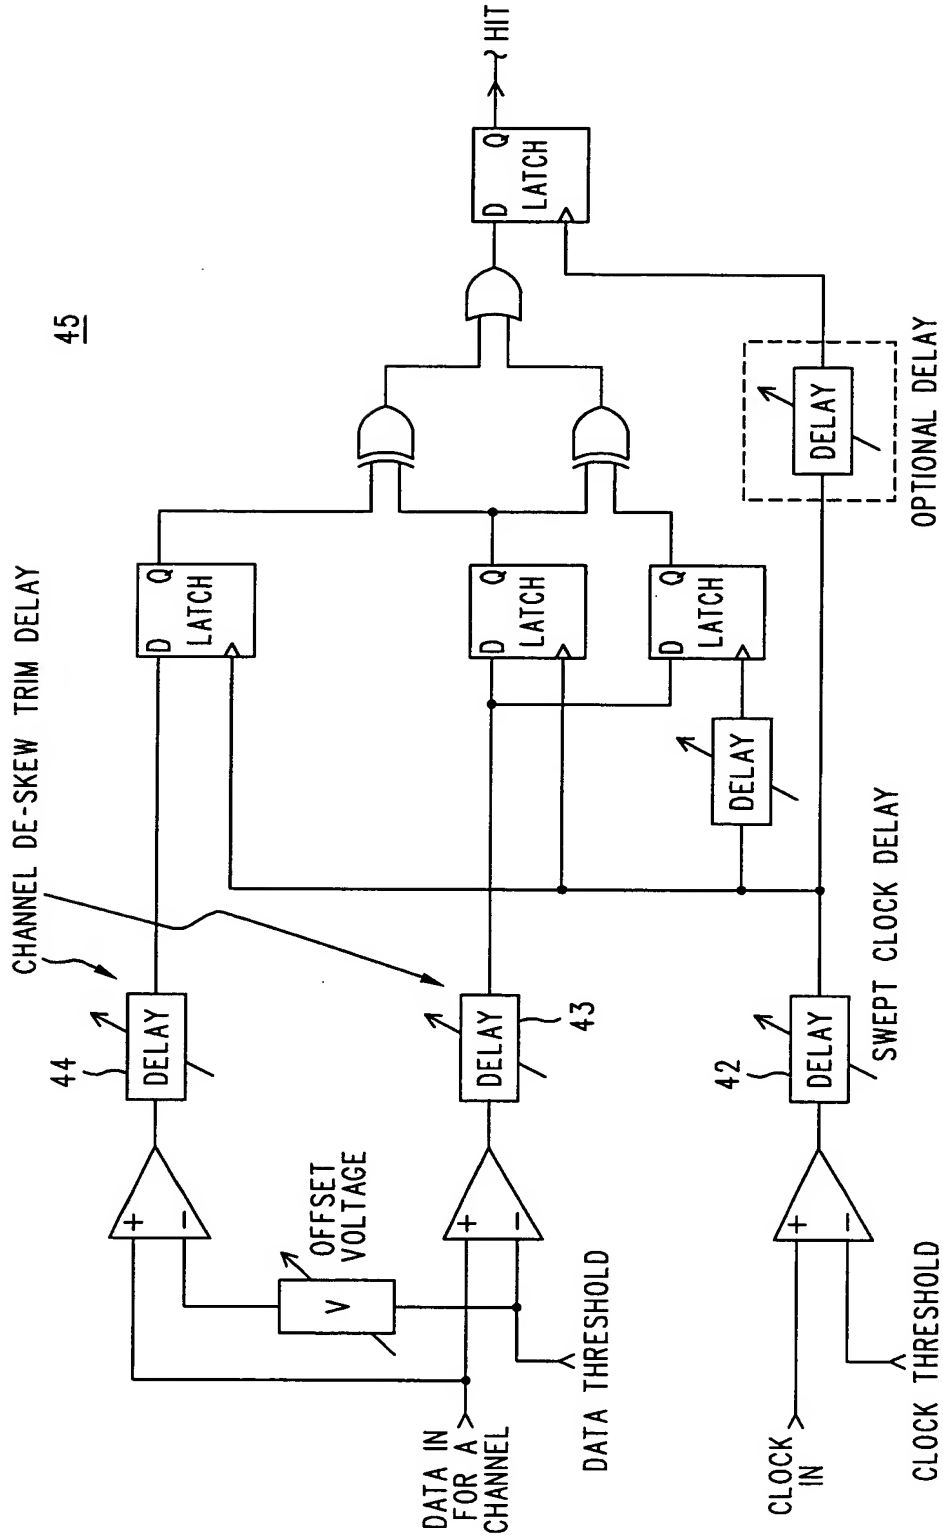 45
CHANNEL DE-SKEW TRIM DELAY
44
DELAY
+
−
OFFSET
VOLTAGE
V
DATA IN
FOR A
CHANNEL
DATA THRESHOLD
+
−
DELAY
43
D Q
LATCH
D Q
LATCH
D Q
LATCH
DELAY
D Q
LATCH
HIT
CLOCK
IN
CLOCK THRESHOLD
+
−
42
DELAY
SWEPT CLOCK DELAY
DELAY
OPTIONAL DELAY